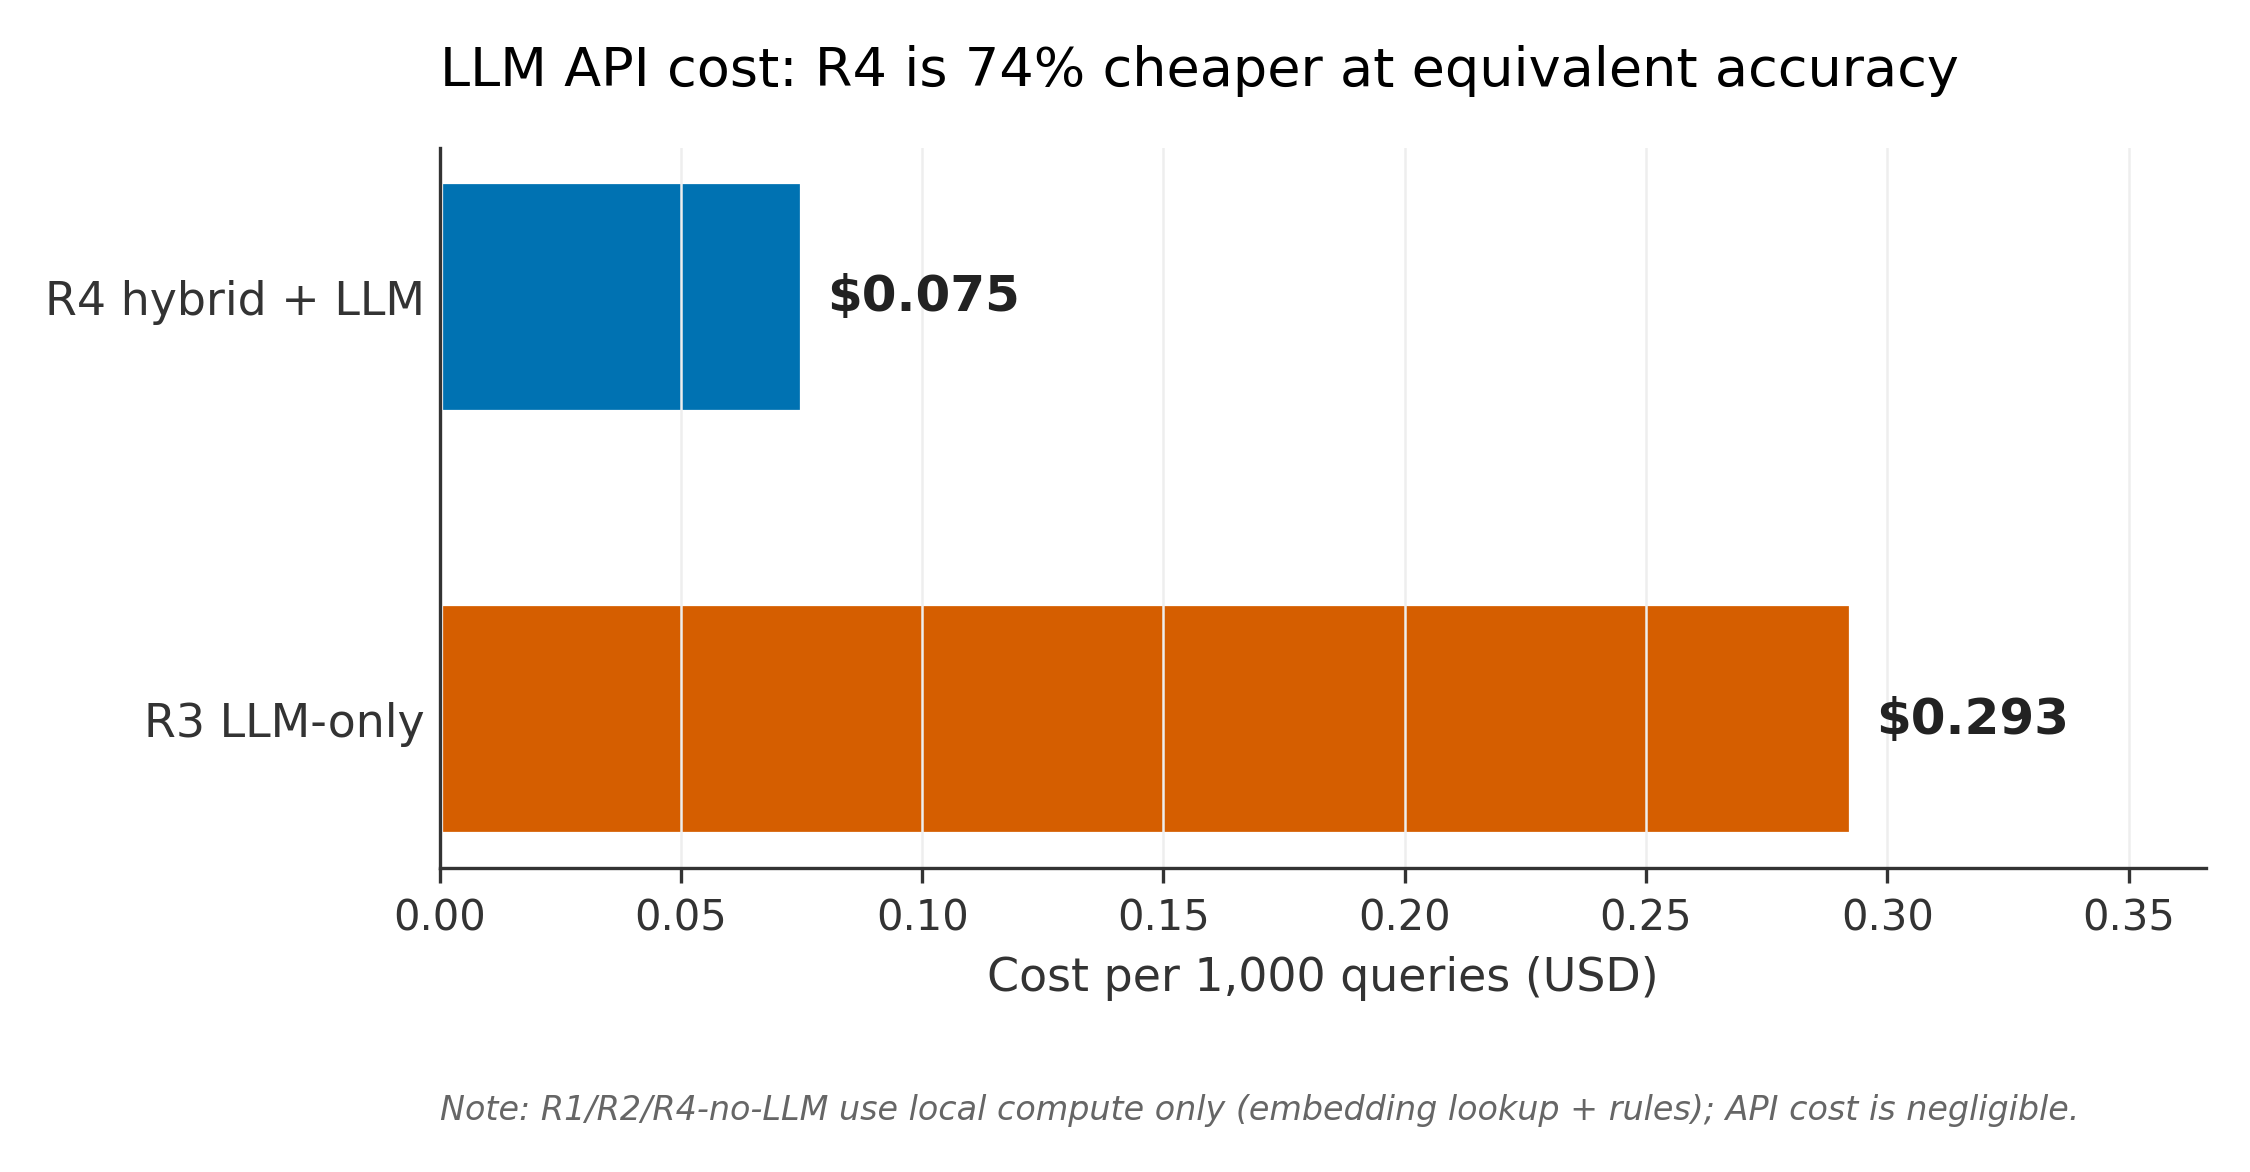 LLM API cost: R4 is 74% cheaper at equivalent accuracy
R4 hybrid + LLM
$0.075
R3 LLM-only
$0.293
0.00 0.05 0.10 0.15 0.20 0.25 0.30 0.35
Cost per 1,000 queries (USD)
Note: R1/R2/R4-no-LLM use local compute only (embedding lookup + rules); API cost is negligible.